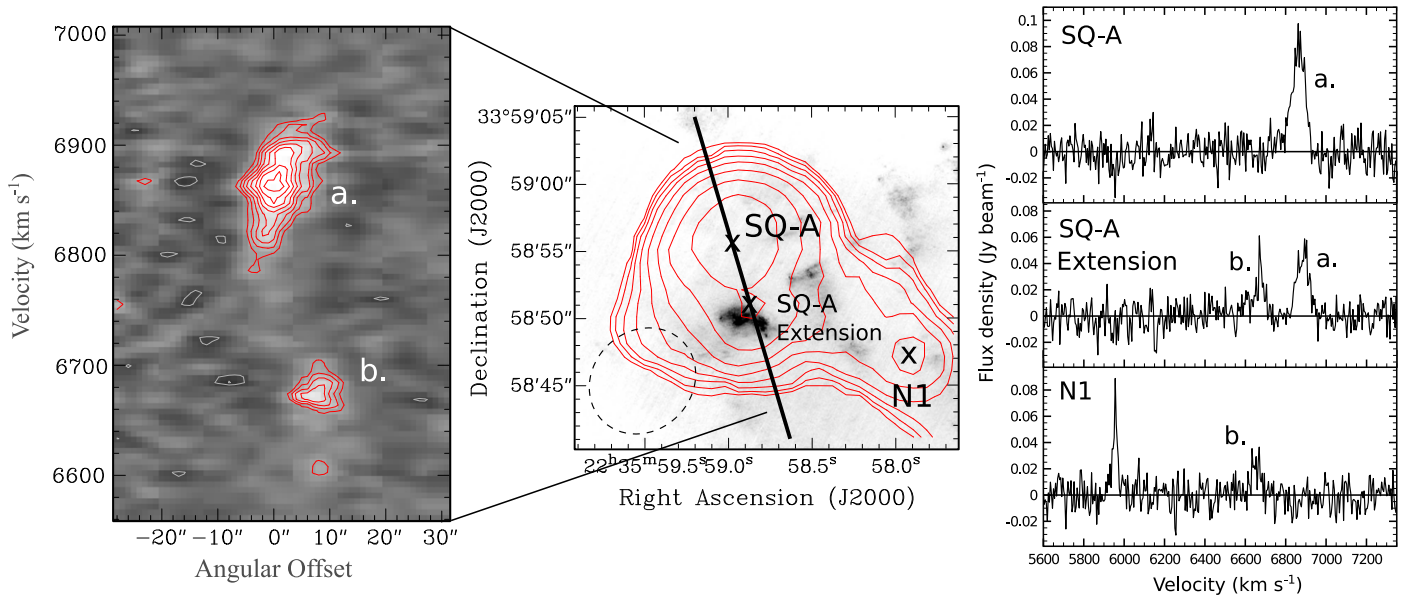 7000
6900
6800
6700
6600
−20″ −10″ 0″ 10″ 20″ 30″
Velocity (km s-1)
Angular Offset
a.
b.
33°59′05″
59′00″
58′55″
58′50″
58′45″
Declination (J2000)
22h35m59.5s59.0s 58.5s 58.0s
Right Ascension (J2000)
SQ-A
SQ-A
Extension
N1
SQ-A
a.
0.1
0.08
0.06
0.04
0.02
0
-0.02
SQ-A
Extension
b.
a.
0.08
0.06
0.04
0.02
0
-0.02
N1
b.
0.08
0.06
0.04
0.02
0
-0.02
Flux density (Jy beam-1)
5600 5800 6000 6200 6400 6600 6800 7000 7200
Velocity (km s-1)